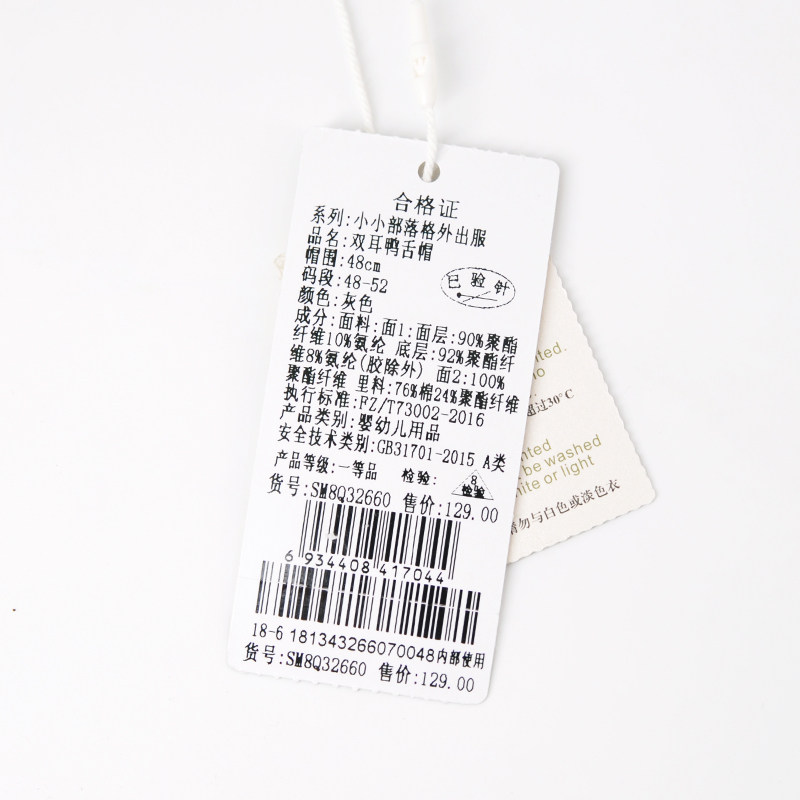 合格证
系列:小小部落格外出服
品名:双耳鸭舌帽
帽围:48cm
码段:48-52
颜色:灰色
已验针
成分:面料:面1:面层:90%聚酯
纤维10%氨纶 底层:92%聚酯纤
维8%氨纶(胶除外) 面2:100%
聚酯纤维 里料:76%棉24%聚酯纤维
执行标准:FZ/T73002-2016
产品类别:婴幼儿用品
安全技术类别:GB31701-2015 A类
产品等级:一等品 检验: 8 检验
货号:SM8Q32660 售价:129.00
6 934408 417044
18-6 181343266070048内部使用
货号:SM8Q32660 售价:129.00
超过30°C
be washed
or light
勿与白色或淡色衣